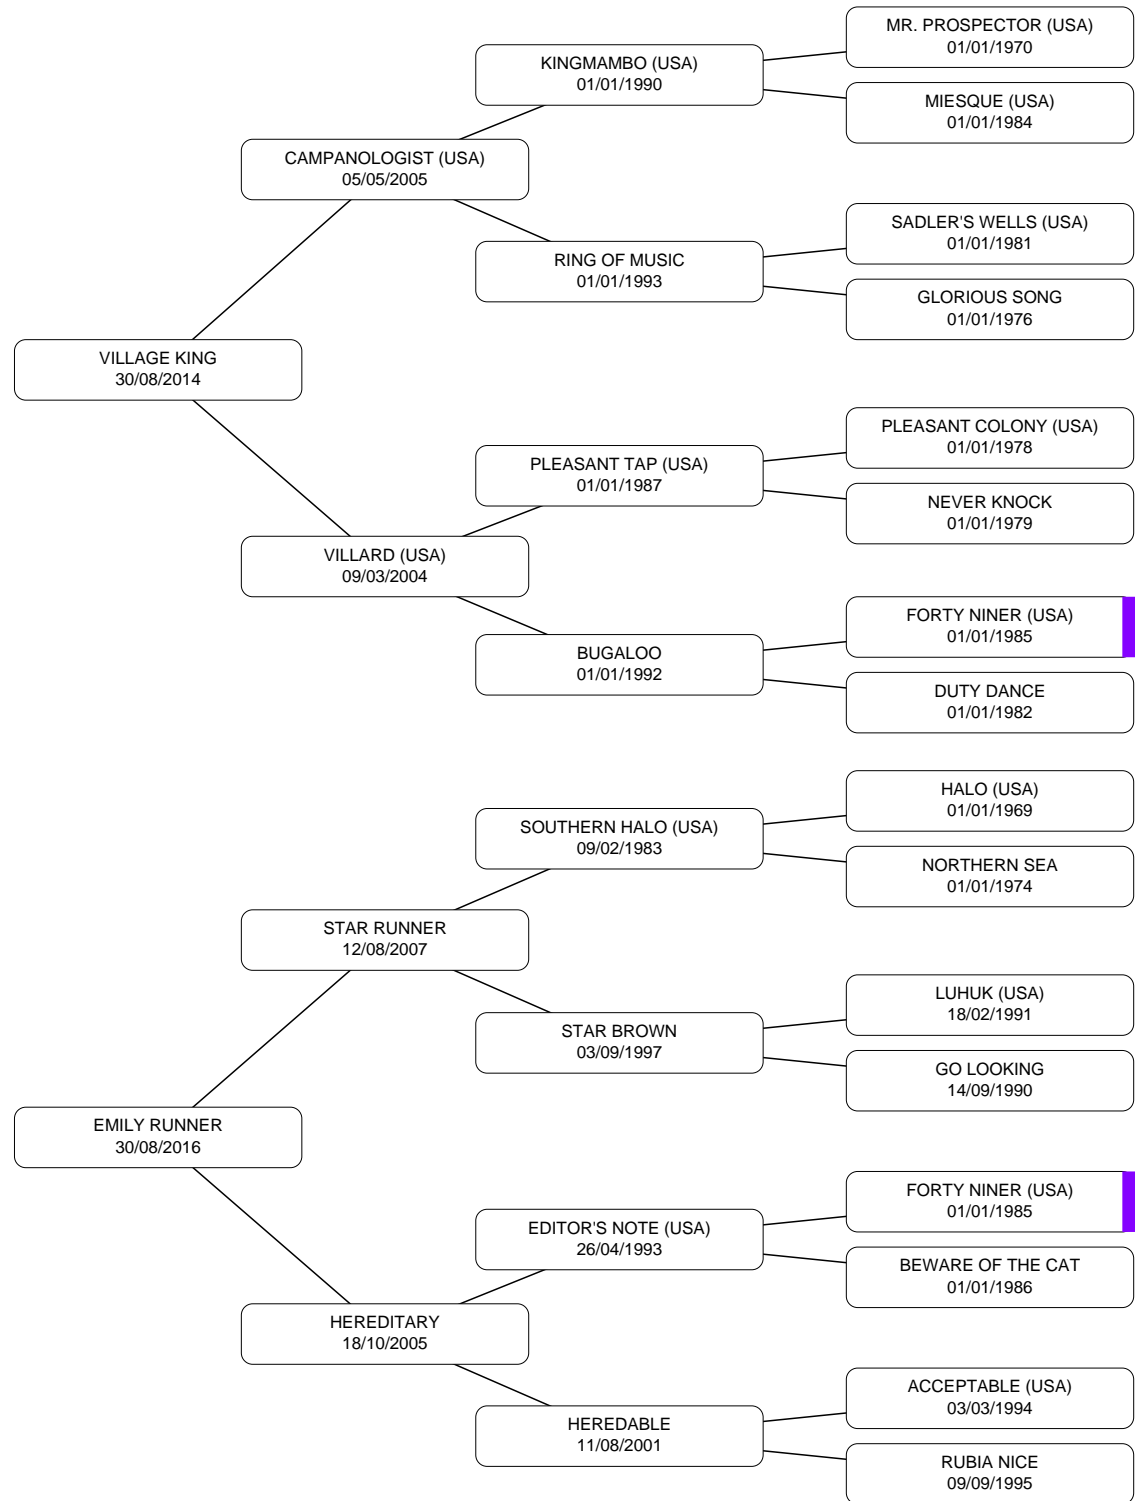 MR. PROSPECTOR (USA)
01/01/1970
KINGMAMBO (USA)
01/01/1990
MIESQUE (USA)
01/01/1984
CAMPANOLOGIST (USA)
05/05/2005
SADLER'S WELLS (USA)
01/01/1981
RING OF MUSIC
01/01/1993
GLORIOUS SONG
01/01/1976
VILLAGE KING
30/08/2014
PLEASANT COLONY (USA)
01/01/1978
PLEASANT TAP (USA)
01/01/1987
NEVER KNOCK
01/01/1979
VILLARD (USA)
09/03/2004
FORTY NINER (USA)
01/01/1985
BUGALOO
01/01/1992
DUTY DANCE
01/01/1982
HALO (USA)
01/01/1969
SOUTHERN HALO (USA)
09/02/1983
NORTHERN SEA
01/01/1974
STAR RUNNER
12/08/2007
LUHUK (USA)
18/02/1991
STAR BROWN
03/09/1997
GO LOOKING
14/09/1990
EMILY RUNNER
30/08/2016
FORTY NINER (USA)
01/01/1985
EDITOR'S NOTE (USA)
26/04/1993
BEWARE OF THE CAT
01/01/1986
HEREDITARY
18/10/2005
ACCEPTABLE (USA)
03/03/1994
HEREDABLE
11/08/2001
RUBIA NICE
09/09/1995